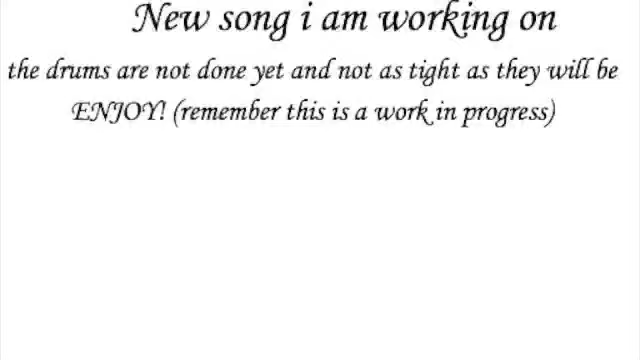 New song i am working on
the drums are not done yet and not as tight as they will be
ENJOY! (remember this is a work in progress)